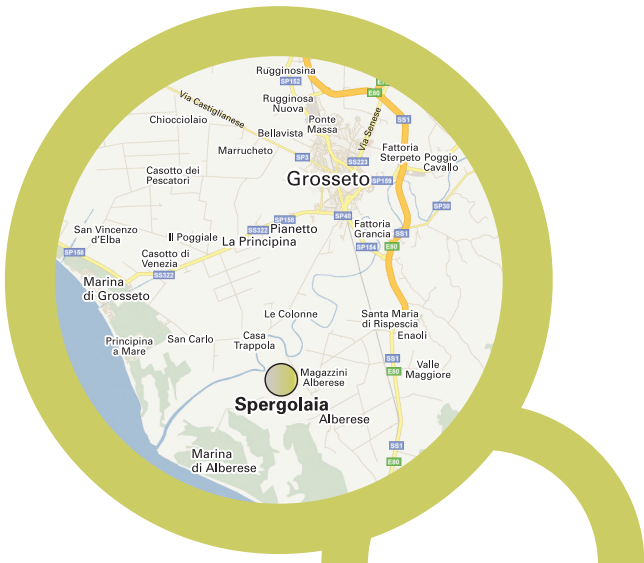 Rugginosina
SP152
E
E80
Rugginosa
Nuova
Via Castiglianese
Chiocciolaio
Ponte
Massa
SS1
Bellavista
Via Senese
Marrucheto
SP3
SS223
Fattoria
Sterpeto
Poggio
Cavallo
Casotto dei
Pescatori
Grosseto
SP159
SP30
SP158
SP40
San Vincenzo
d'Elba
Il Poggiale
SS322
Pianetto
La Principina
Fattoria
Grancia
SS1
SP154
E80
SP158
Casotto di
Venezia
SS322
Marina
di Grosseto
Le Colonne
Santa Maria
di Rispescia
Principina
a Mare
San Carlo
Casa
Trappola
Enaoli
SS1
E80
Valle
Maggiore
Magazzini
Alberese
Spergolaia
Alberese
SS1
E80
Marina
di Alberese